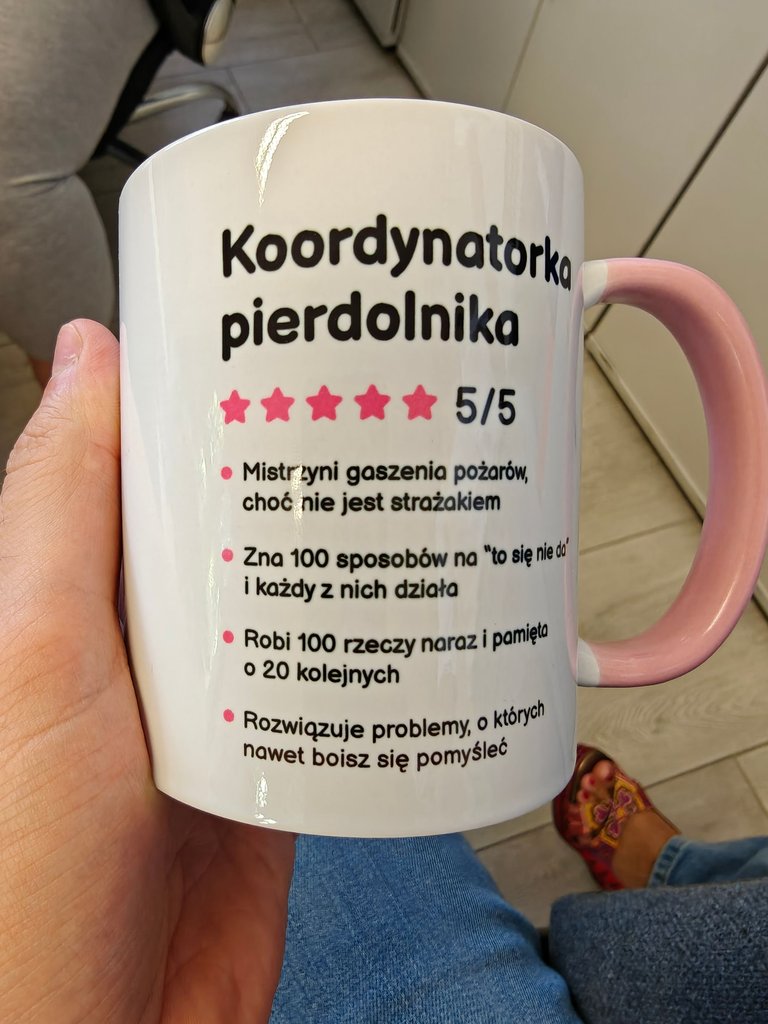 Koordynatorka
pierdolnika
5/5
Mistrzyni gaszenia pożarów,
choć nie jest strażakiem
Zna 100 sposobów na "to się nie da"
i każdy z nich działa
Robi 100 rzeczy naraz i pamięta
o 20 kolejnych
Rozwiązuje problemy, o których
nawet boisz się pomyśleć